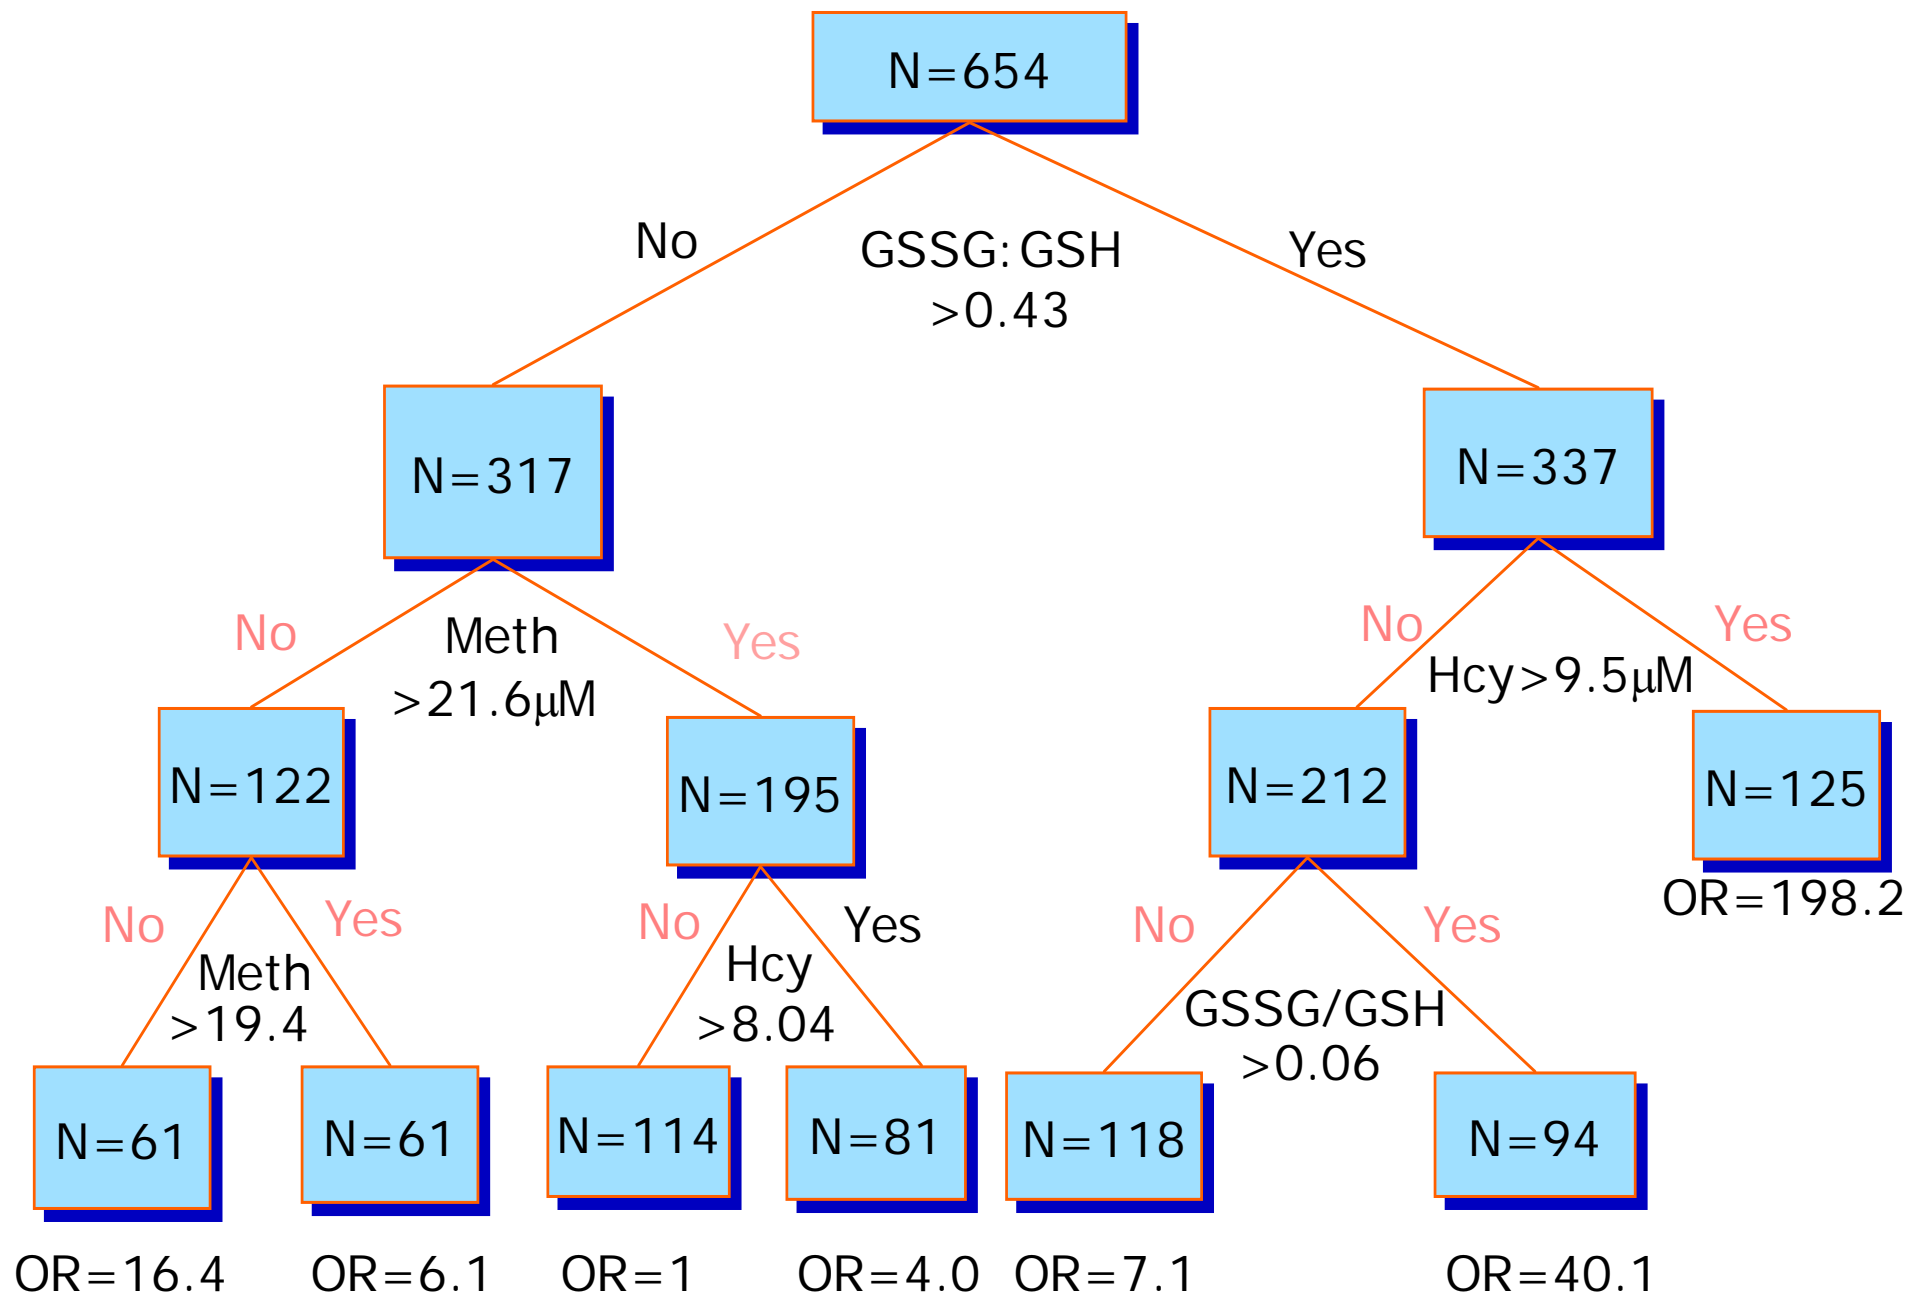 N=654
No
GSSG:GSH
>0.43
Yes
N=317
N=337
No
Meth
>21.6μM
Yes
No
Hcy>9.5μM
Yes
N=122
N=195
N=212
N=125
OR=198.2
No
Meth
>19.4
Yes
No
Hcy
>8.04
Yes
No
GSSG/GSH
>0.06
Yes
N=61
N=61
N=114
N=81
N=118
N=94
OR=16.4
OR=6.1
OR=1
OR=4.0
OR=7.1
OR=40.1